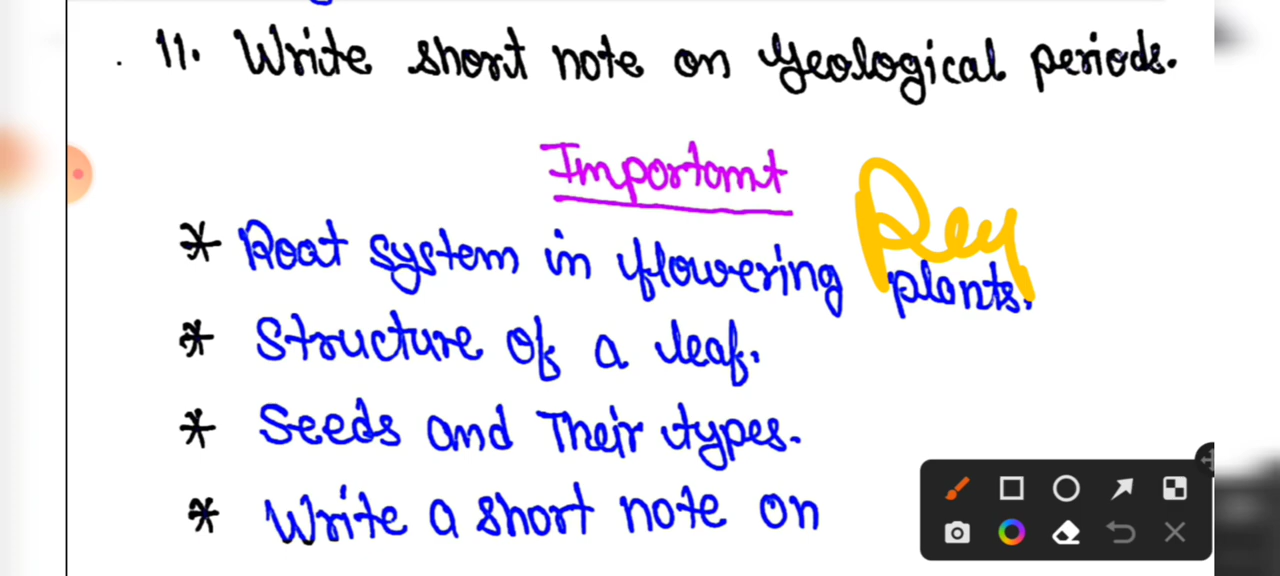 11. Write short note on Geological periods.
Important
* Root system in flowering plants.
* Structure of a leaf.
* Seeds and Their types.
* Write a short note on